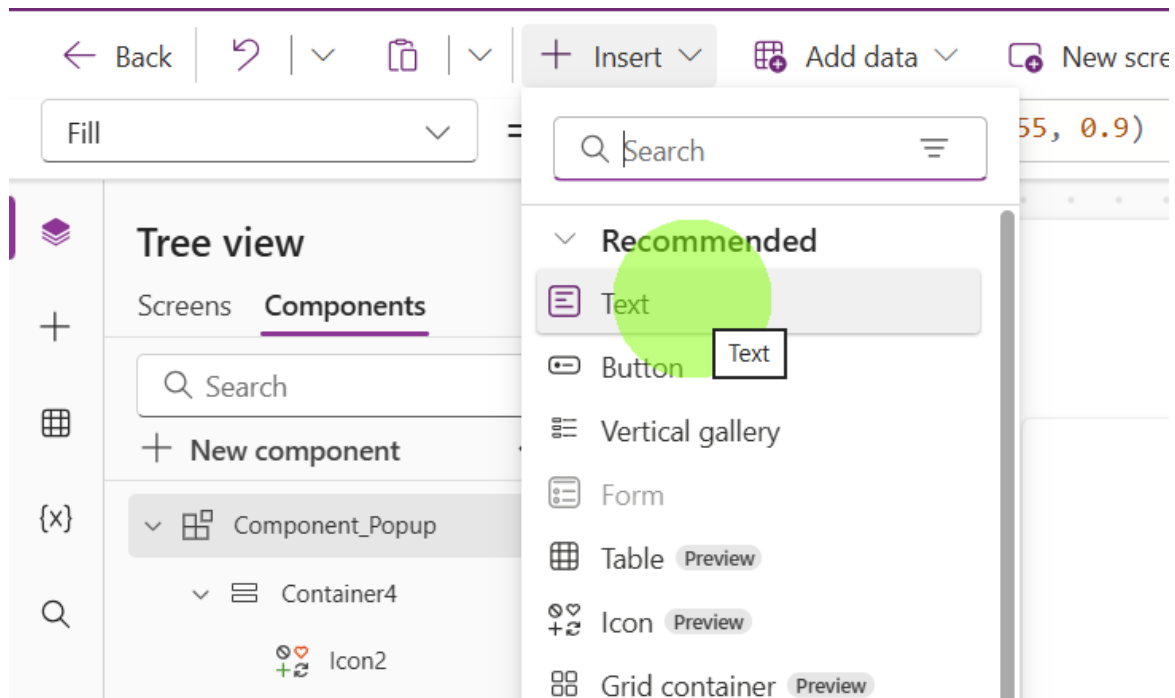 Back
Insert
Add data
New scre
Fill
=
55, 0.9)
Search
Tree view
Screens
Components
Search
New component
Component_Popup
Container4
Icon2
Recommended
Text
Text
Button
Vertical gallery
Form
Table Preview
Icon Preview
Grid container Preview
{x}